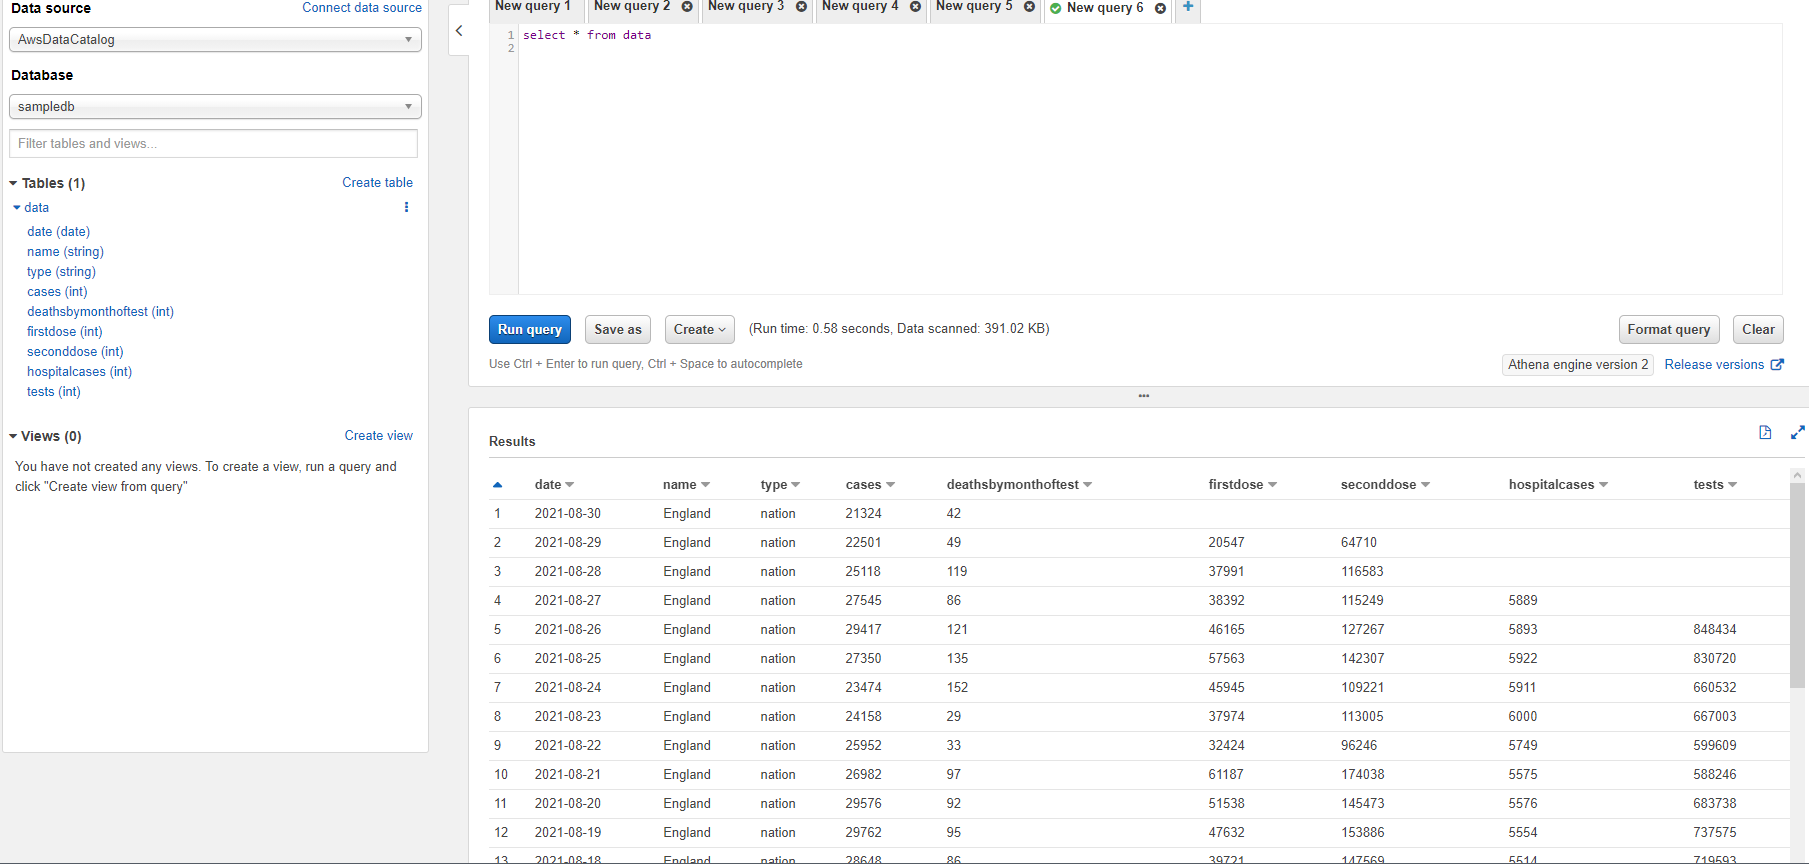 Data source
Connect data source
AwsDataCatalog
Database
sampledb
Filter tables and views...
Tables (1)
Create table
data
date (date)
name (string)
type (string)
cases (int)
deathsbymonthoftest (int)
firstdose (int)
seconddose (int)
hospitalcases (int)
tests (int)
Views (0)
Create view
You have not created any views. To create a view, run a query and
click "Create view from query"
New query 1 New query 2 New query 3 New query 4 New query 5 New query 6 +
1 select * from data
2
Run query Save as Create (Run time: 0.58 seconds, Data scanned: 391.02 KB) Format query Clear
Use Ctrl + Enter to run query, Ctrl + Space to autocomplete
Athena engine version 2 Release versions
Results
date name type cases deathsbymonthoftest firstdose seconddose hospitalcases tests
1 2021-08-30 England nation 21324 42
2 2021-08-29 England nation 22501 49 20547 64710
3 2021-08-28 England nation 25118 119 37991 116583
4 2021-08-27 England nation 27545 86 38392 115249 5889
5 2021-08-26 England nation 29417 121 46165 127267 5893 848434
6 2021-08-25 England nation 27350 135 57563 142307 5922 830720
7 2021-08-24 England nation 23474 152 45945 109221 5911 660532
8 2021-08-23 England nation 24158 29 37974 113005 6000 667003
9 2021-08-22 England nation 25952 33 32424 96246 5749 599609
10 2021-08-21 England nation 26982 97 61187 174038 5575 588246
11 2021-08-20 England nation 29576 92 51538 145473 5576 683738
12 2021-08-19 England nation 29762 95 47632 153886 5554 737575
13 2021-08-18 England nation 28648 86 39721 147569 5514 719593